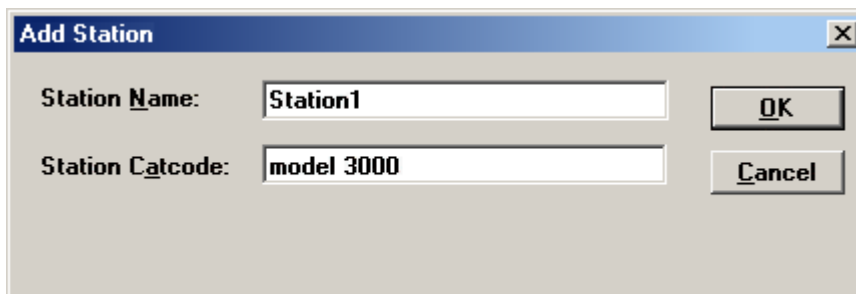 Add Station
Station Name: Station1
OK
Station Catcode: model 3000
Cancel